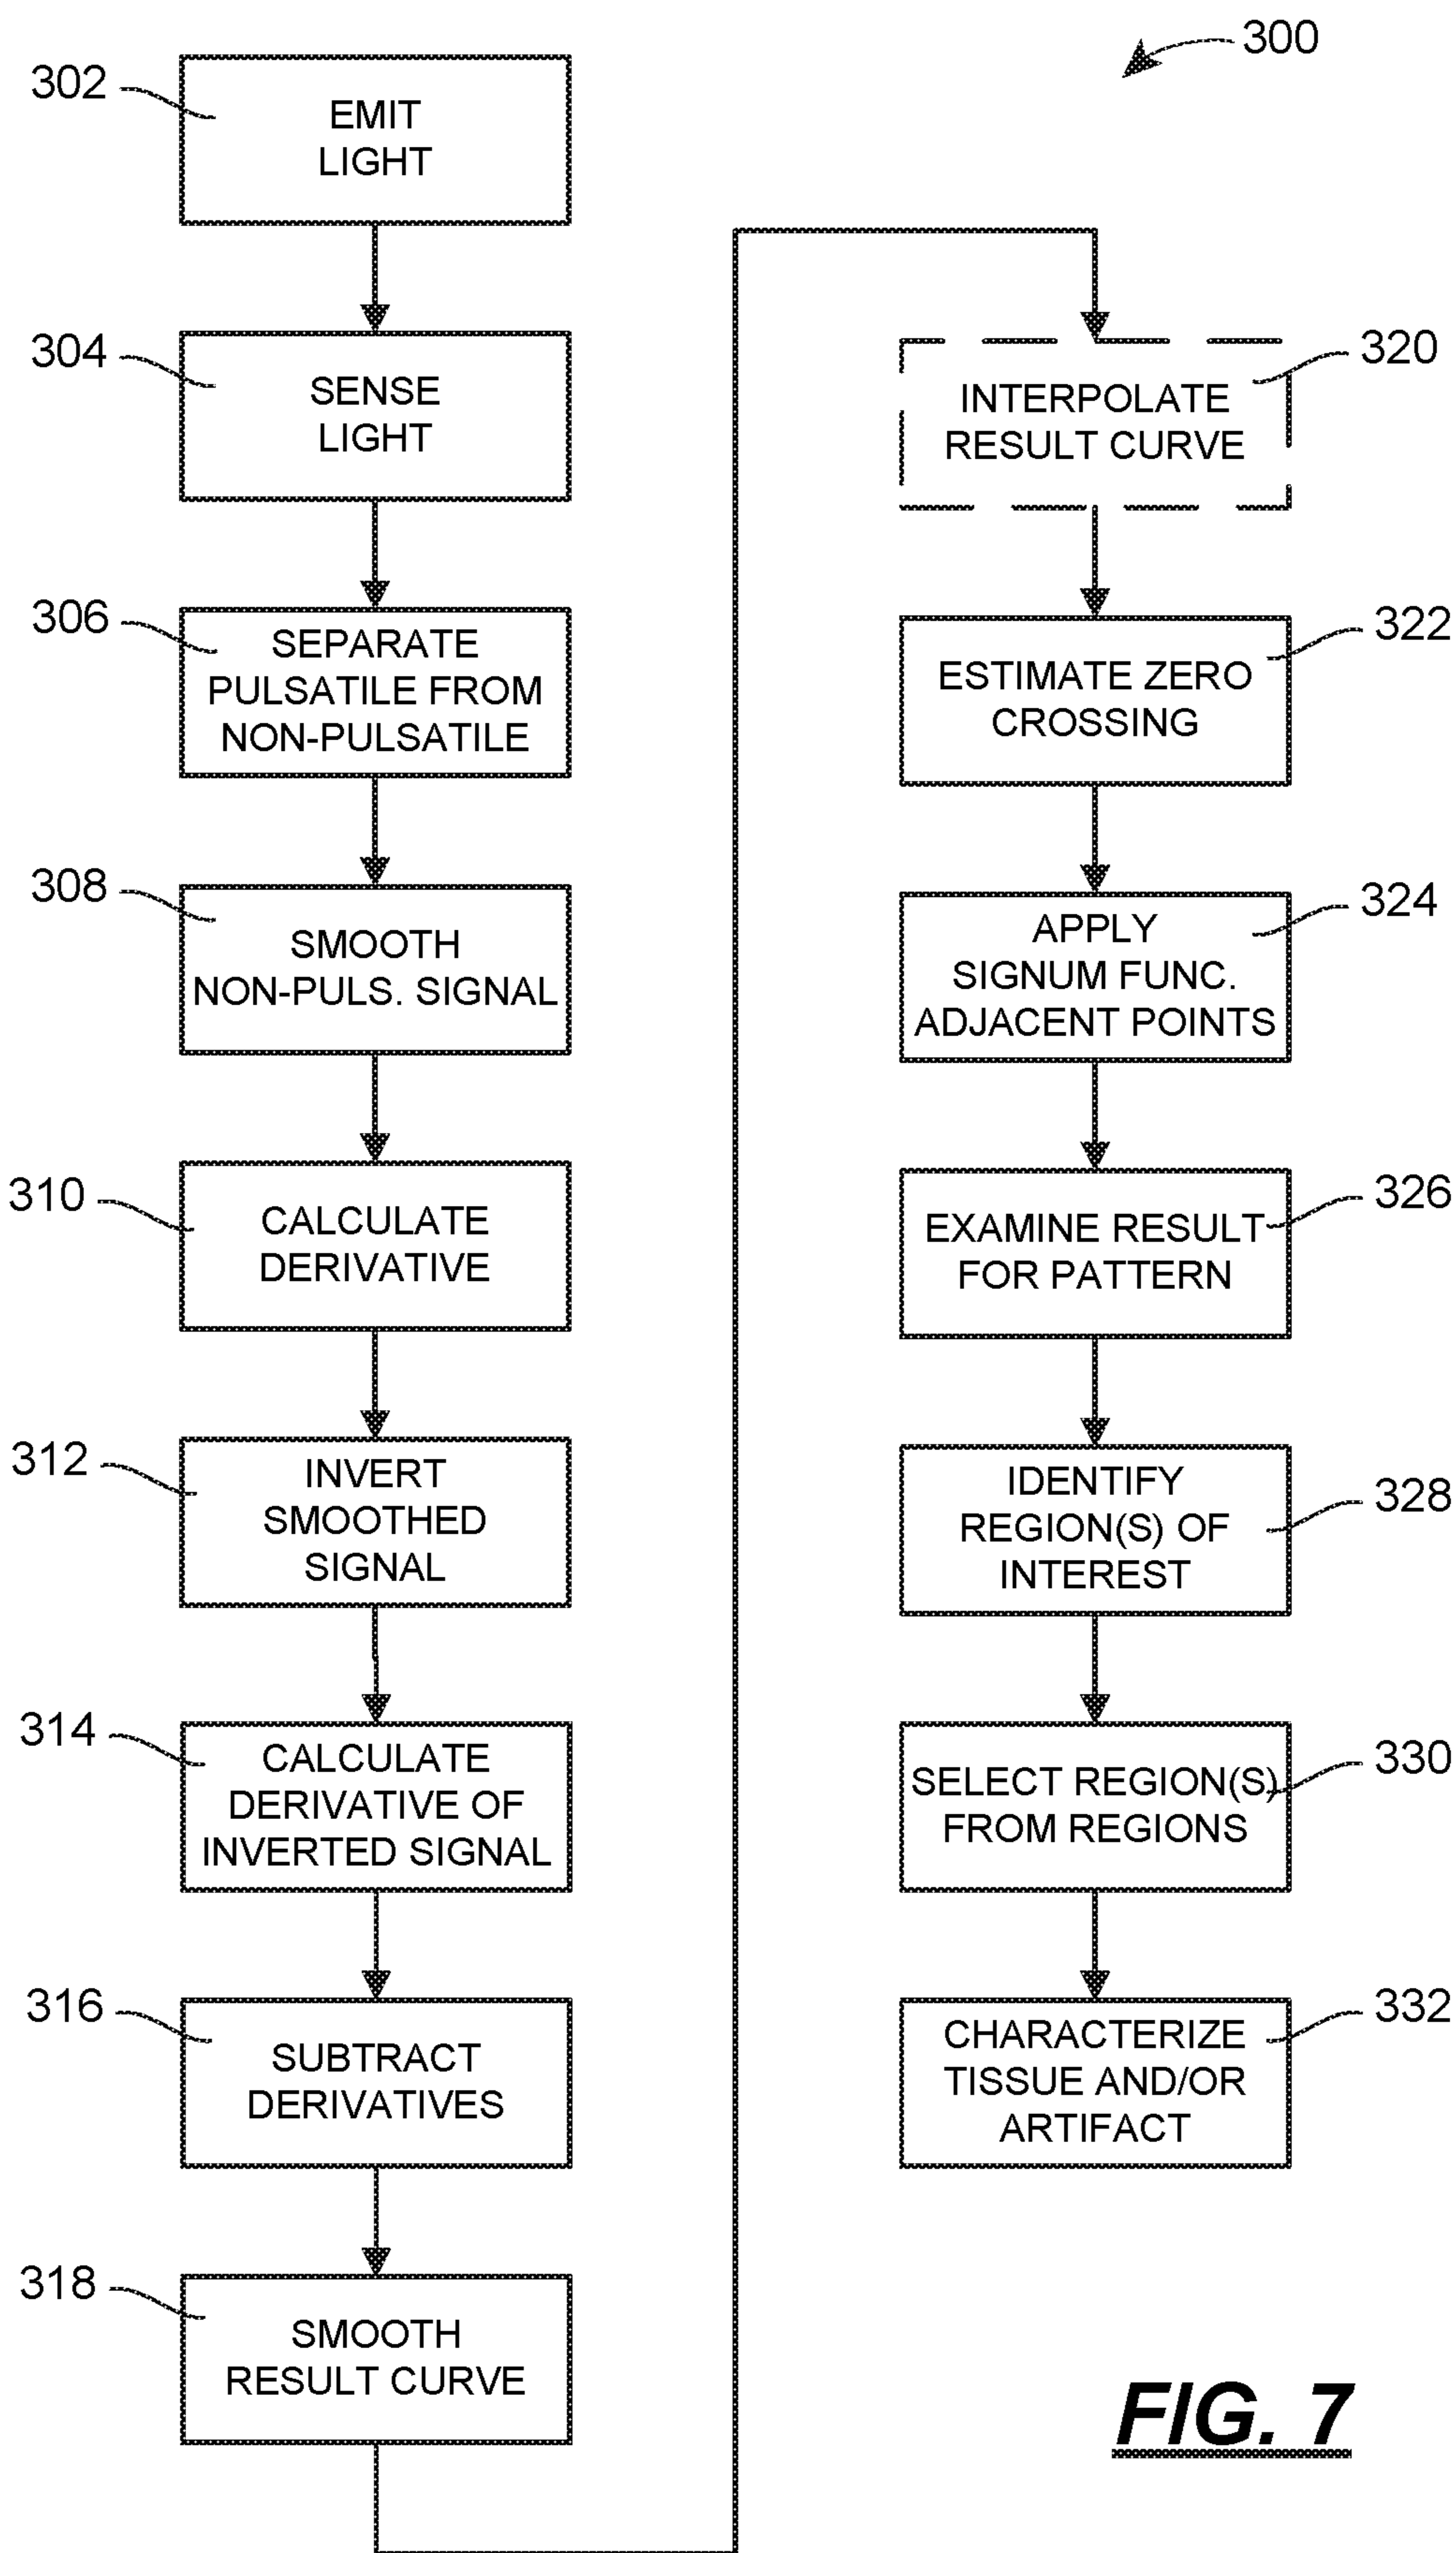 300
302
EMIT
LIGHT
304
SENSE
LIGHT
306
SEPARATE
PULSATILE FROM
NON-PULSATILE
308
SMOOTH
NON-PULS. SIGNAL
310
CALCULATE
DERIVATIVE
312
INVERT
SMOOTHED
SIGNAL
314
CALCULATE
DERIVATIVE OF
INVERTED SIGNAL
316
SUBTRACT
DERIVATIVES
318
SMOOTH
RESULT CURVE
320
INTERPOLATE
RESULT CURVE
322
ESTIMATE ZERO
CROSSING
324
APPLY
SIGNUM FUNC.
ADJACENT POINTS
326
EXAMINE RESULT
FOR PATTERN
328
IDENTIFY
REGION(S) OF
INTEREST
330
SELECT REGION(S)
FROM REGIONS
332
CHARACTERIZE
TISSUE AND/OR
ARTIFACT
FIG. 7